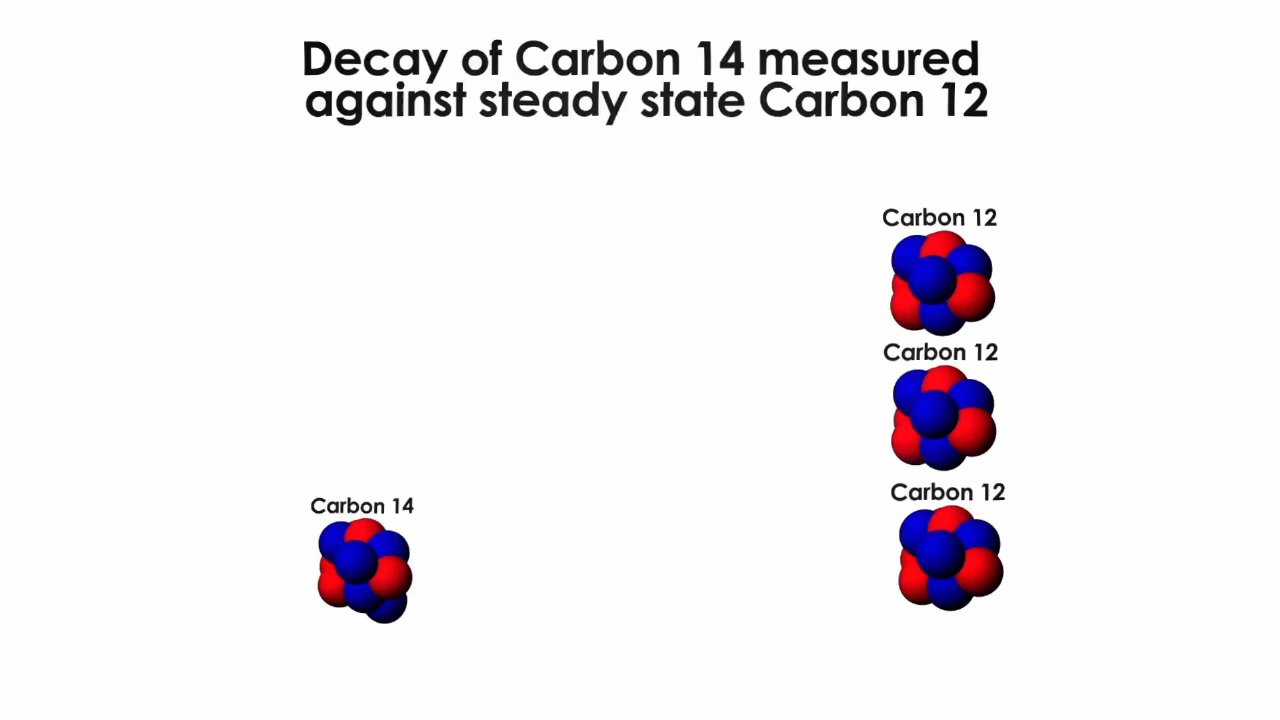 Decay of Carbon 14 measured
against steady state Carbon 12
Carbon 12
Carbon 12
Carbon 12
Carbon 14